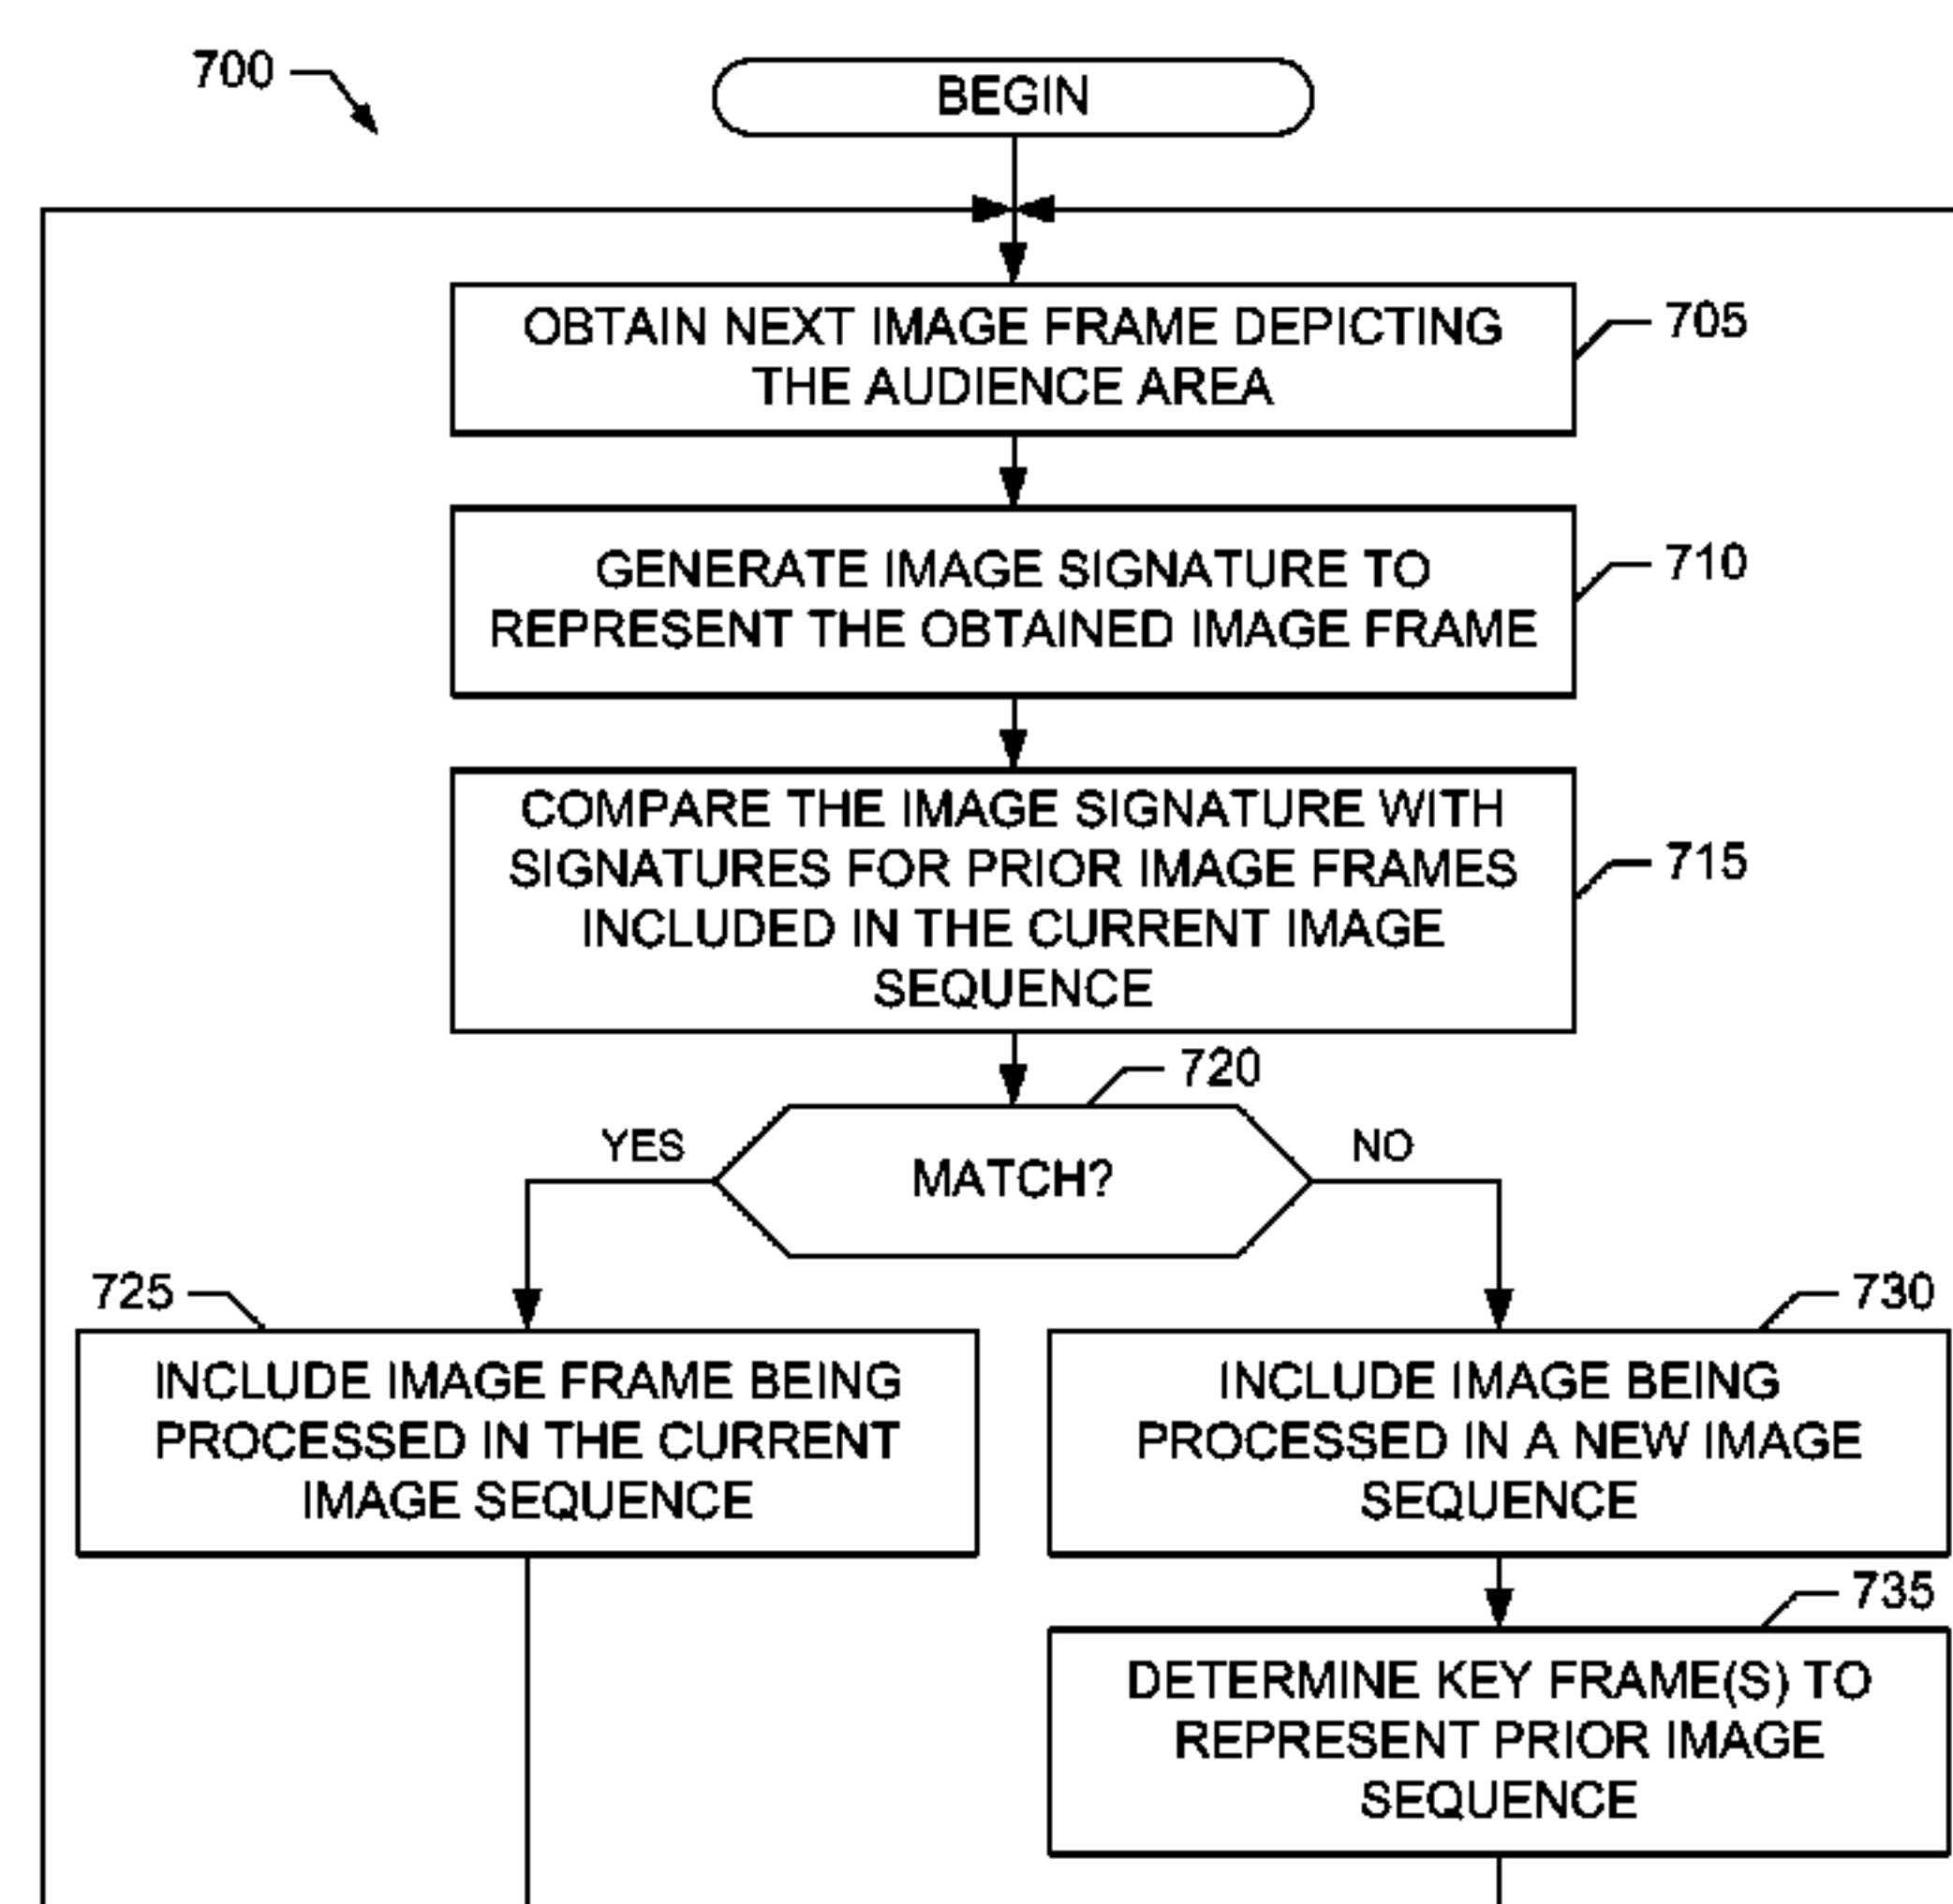 700
BEGIN
OBTAIN NEXT IMAGE FRAME DEPICTING
THE AUDIENCE AREA
705
GENERATE IMAGE SIGNATURE TO
REPRESENT THE OBTAINED IMAGE FRAME
710
COMPARE THE IMAGE SIGNATURE WITH
SIGNATURES FOR PRIOR IMAGE FRAMES
INCLUDED IN THE CURRENT IMAGE
SEQUENCE
715
720
YES
MATCH?
NO
725
INCLUDE IMAGE FRAME BEING
PROCESSED IN THE CURRENT
IMAGE SEQUENCE
730
INCLUDE IMAGE BEING
PROCESSED IN A NEW IMAGE
SEQUENCE
735
DETERMINE KEY FRAME(S) TO
REPRESENT PRIOR IMAGE
SEQUENCE